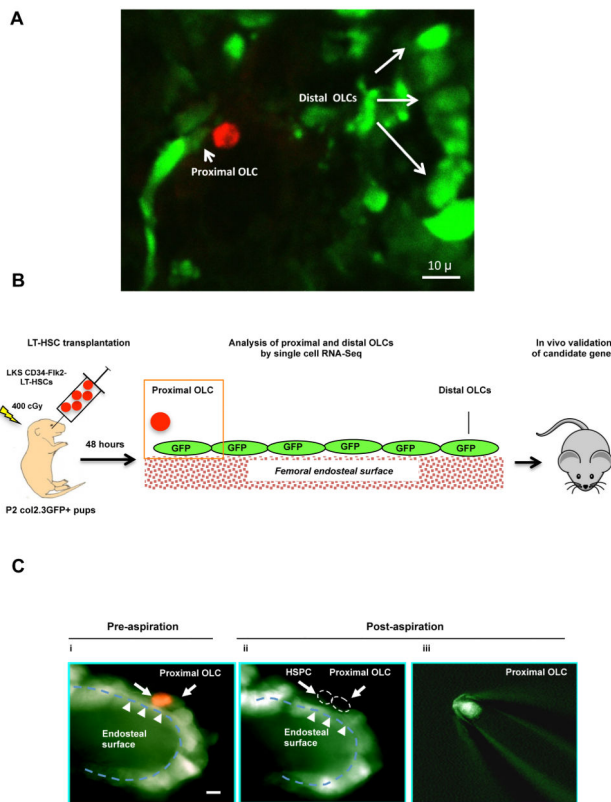 A
Distal OLCs
Proximal OLC
10 µ
B
LT-HSC transplantation
Analysis of proximal and distal OLCs
by single cell RNA-Seq
In vivo validation
of candidate genes
LKS CD34-Flk2-
LT-HSCs
400 cGy
Proximal OLC
Distal OLCs
48 hours
GFP GFP GFP GFP GFP GFP
Femoral endosteal surface
P2 col2.3GFP+ pups
C
Pre-aspiration
Post-aspiration
i
ii
iii
Proximal OLC
HSPC
Proximal OLC
Proximal OLC
Endosteal
surface
Endosteal
surface